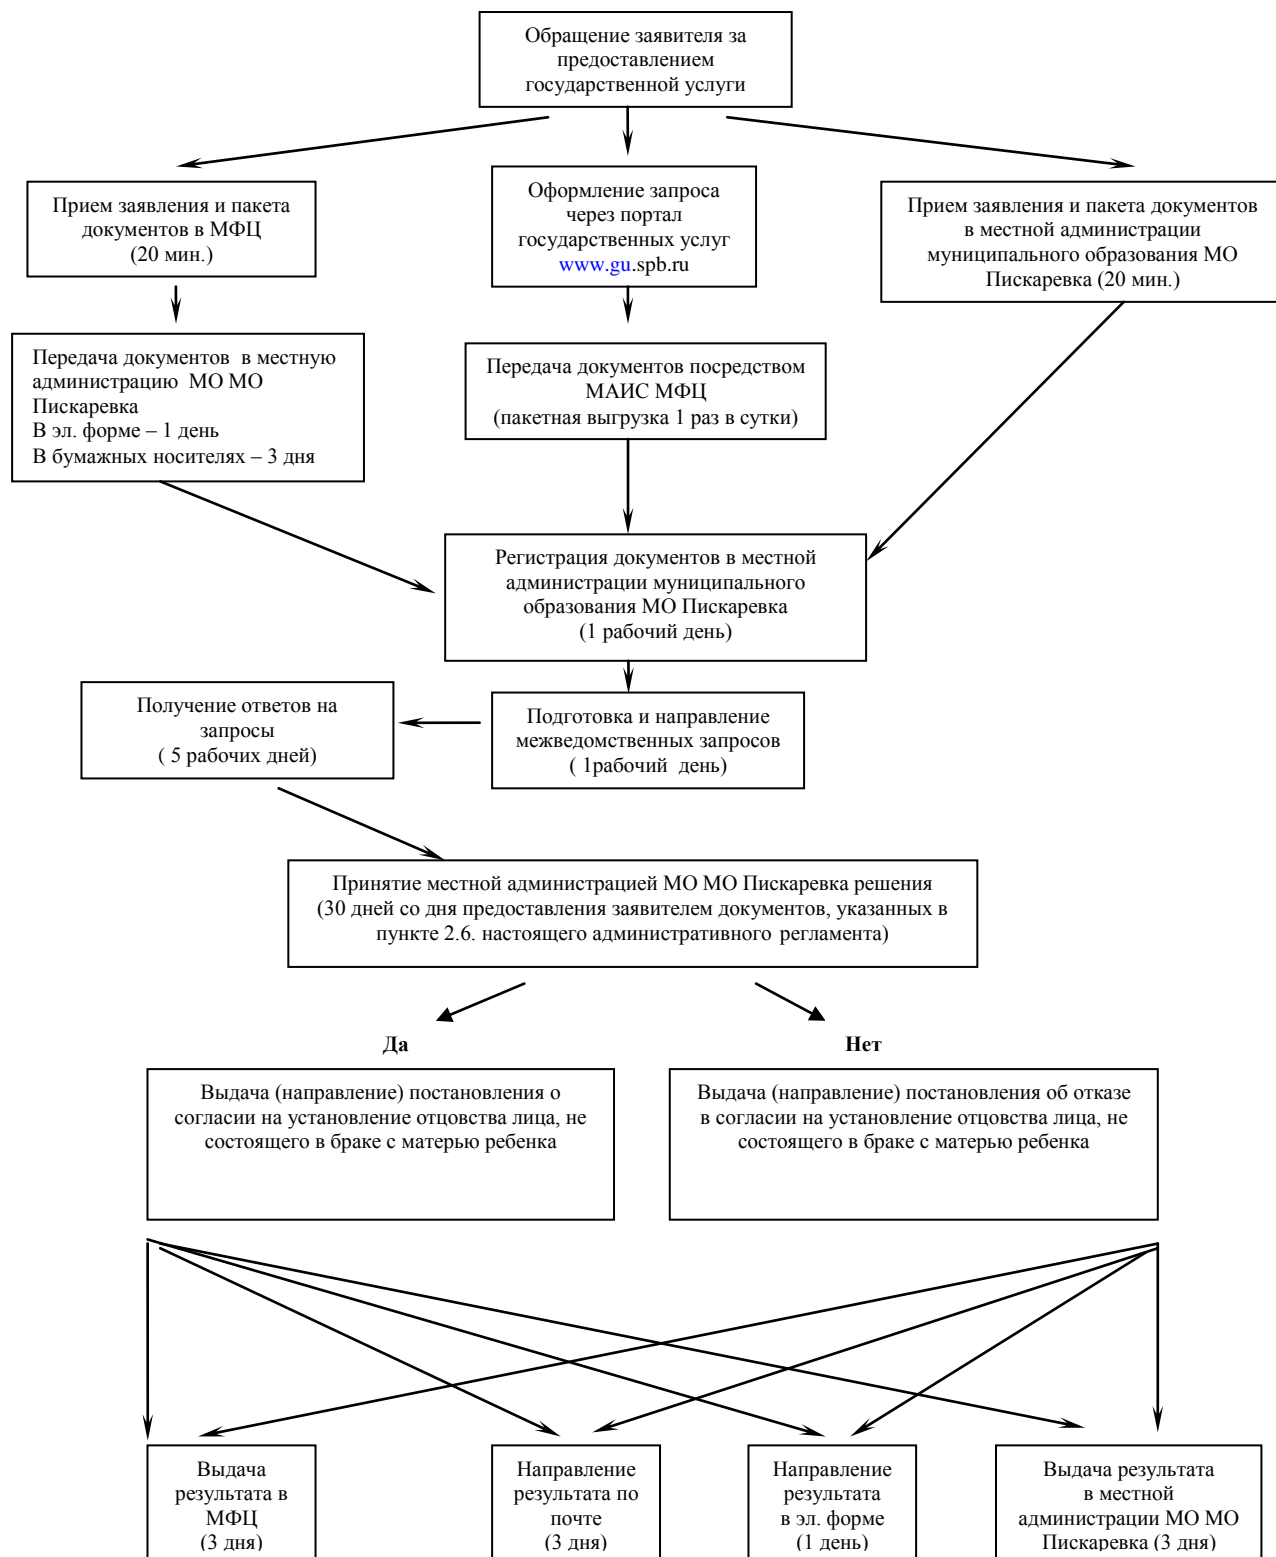 Обращение заявителя за
предоставлением
государственной услуги
Прием заявления и пакета
документов в МФЦ
(20 мин.)
Оформление запроса
через портал
государственных услуг
www.gu.spb.ru
Прием заявления и пакета документов
в местной администрации
муниципального образования МО
Пискаревка (20 мин.)
Передача документов в местную
администрацию МО МО
Пискаревка
В эл. форме – 1 день
В бумажных носителях – 3 дня
Передача документов посредством
МАИС МФЦ
(пакетная выгрузка 1 раз в сутки)
Регистрация документов в местной
администрации муниципального
образования МО Пискаревка
(1 рабочий день)
Получение ответов на
запросы
( 5 рабочих дней)
Подготовка и направление
межведомственных запросов
( 1рабочий день)
Принятие местной администрацией МО МО Пискаревка решения
(30 дней со дня предоставления заявителем документов, указанных в
пункте 2.6. настоящего административного регламента)
Да
Нет
Выдача (направление) постановления о
согласии на установление отцовства лица, не
состоящего в браке с матерью ребенка
Выдача (направление) постановления об отказе
в согласии на установление отцовства лица, не
состоящего в браке с матерью ребенка
Выдача
результата в
МФЦ
(3 дня)
Направление
результата по
почте
(3 дня)
Направление
результата
в эл. форме
(1 день)
Выдача результата
в местной
администрации МО МО
Пискаревка (3 дня)